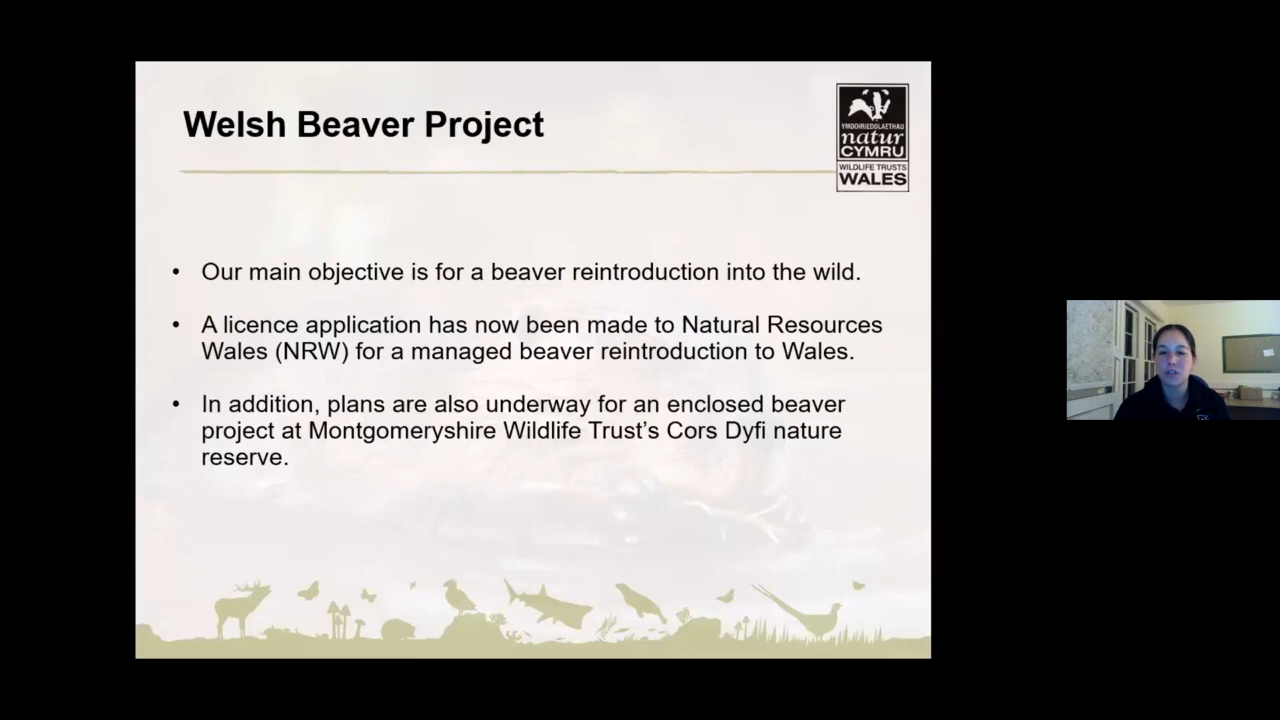 Welsh Beaver Project
YMDDIRIEDOLAETHAU
natur
CYMRU
WILDLIFE TRUSTS
WALES
• Our main objective is for a beaver reintroduction into the wild.
• A licence application has now been made to Natural Resources
Wales (NRW) for a managed beaver reintroduction to Wales.
• In addition, plans are also underway for an enclosed beaver
project at Montgomeryshire Wildlife Trust’s Cors Dyfi nature
reserve.